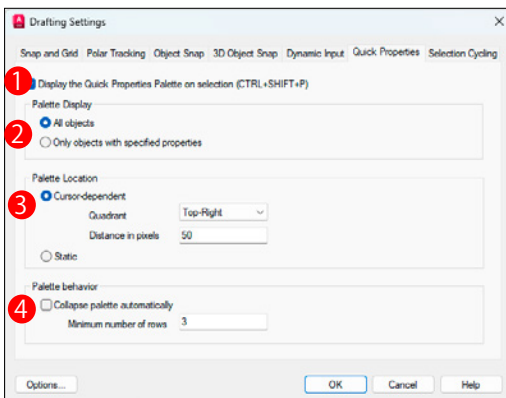 Drafting Settings
Snap and Grid Polar Tracking Object Snap 3D Object Snap Dynamic Input Quick Properties Selection Cycling
1 Display the Quick Properties Palette on selection (CTRL+SHIFT+P)
Palette Display
All objects
2
Only objects with specified properties
Palette Location
3 Cursor-dependent
Quadrant Top-Right
Distance in pixels 50
Static
Palette behavior
4 Collapse palette automatically
Minimum number of rows 3
Options... OK Cancel Help